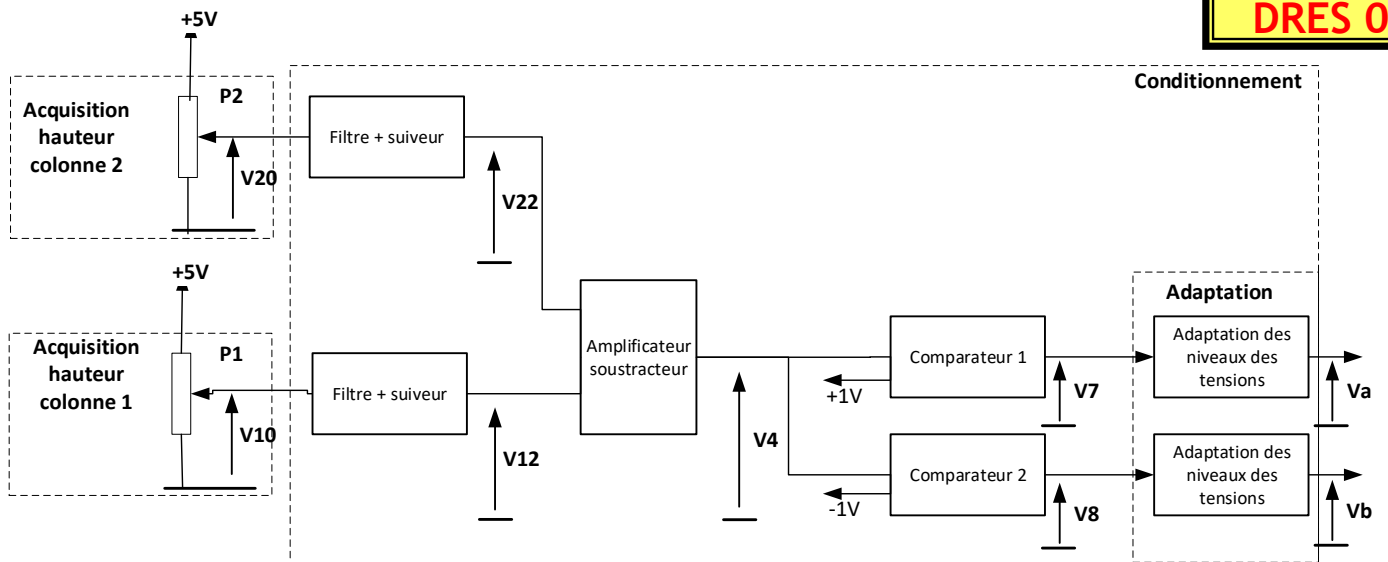 DRES 0
+5V
Conditionnement
P2
Acquisition
hauteur
colonne 2
Filtre + suiveur
V20
V22
+5V
Adaptation
Acquisition
hauteur
colonne 1
P1
Amplificateur
soustracteur
Comparateur 1
Adaptation des
niveaux des
tensions
Filtre + suiveur
+1V
V7
Va
V10
V12
V4
Comparateur 2
Adaptation des
niveaux des
tensions
-1V
V8
Vb